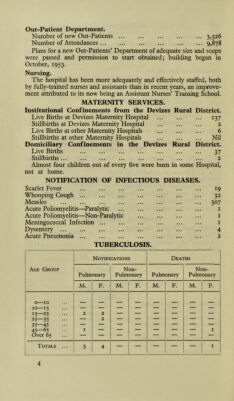 Out-Patient Department.
Number of new Out-Patients ... ... ... ... ... 3,326
Number of Attendances ... ... ... ... ... ... 9,878
Plans for a new Out-Patients' Department of adequate size and scope
were passed and permission to start obtained; building began in
October, 1953.
Nursing.
The hospital has been more adequately and effectively staffed, both
by fully-trained nurses and assistants than in recent years, an improve-
ment attributed to its now being an Assistant Nurses' Training School.
MATERNITY SERVICES.
Institutional Confinements from the Devizes Rural District.
Live Births at Devizes Maternity Hospital ... ... ... 137
Stillbirths at Devizes Maternity Hospital ... ... ... 2
Live Births at other Maternity Hospitals ... ... ... 6
Stillbirths at other Maternity Hospitals ... ... ... Nil
Domiciliary Confinements in the Devizes Rural District.
Live Births ... ... ... ... ... ... ... 37
Stillbirths ... ... ... ... ... ... ... 2
Almost four children out of every five were born in some Hospital,
not at home.
NOTIFICATION OF INFECTIOUS DISEASES.
Scarlet Fever ... ... ... ... ... ... ... 19
Whooping Cough ... ... ... ... ... ... ... 32
Measles ... ... ... ... ... ... ... 307
Acute Poliomyelitis—Paralytic ... ... ... ... 1
Acute Poliomyelitis—Non-Paralytic ... ... ... ... 1
Meningococcal Infection ... ... ... ... ... ... 1
Dysentery ... ... ... ... ... ... ... 4
Acute Pneumonia ... ... ... ... ... ... ... 2
TUBERCULOSIS.
Age Group Notifications Deaths
Pulmonary Non-Pulmonary Pulmonary Non-Pulmonary
M. F. M. F. M. F. M. F.
0—10 ... — — — — — — — —
10—15 ... — — — — — — — —
15—25 ... 2 2 — — — — — —
25—35 ... — 2 — — — — — —
35—45 ... — — — — — — — —
45—65 ... 1 — — — — — — 1
Over 65 ... — — — — — — — —
Totals ... 3 4 — — — — — 1
4